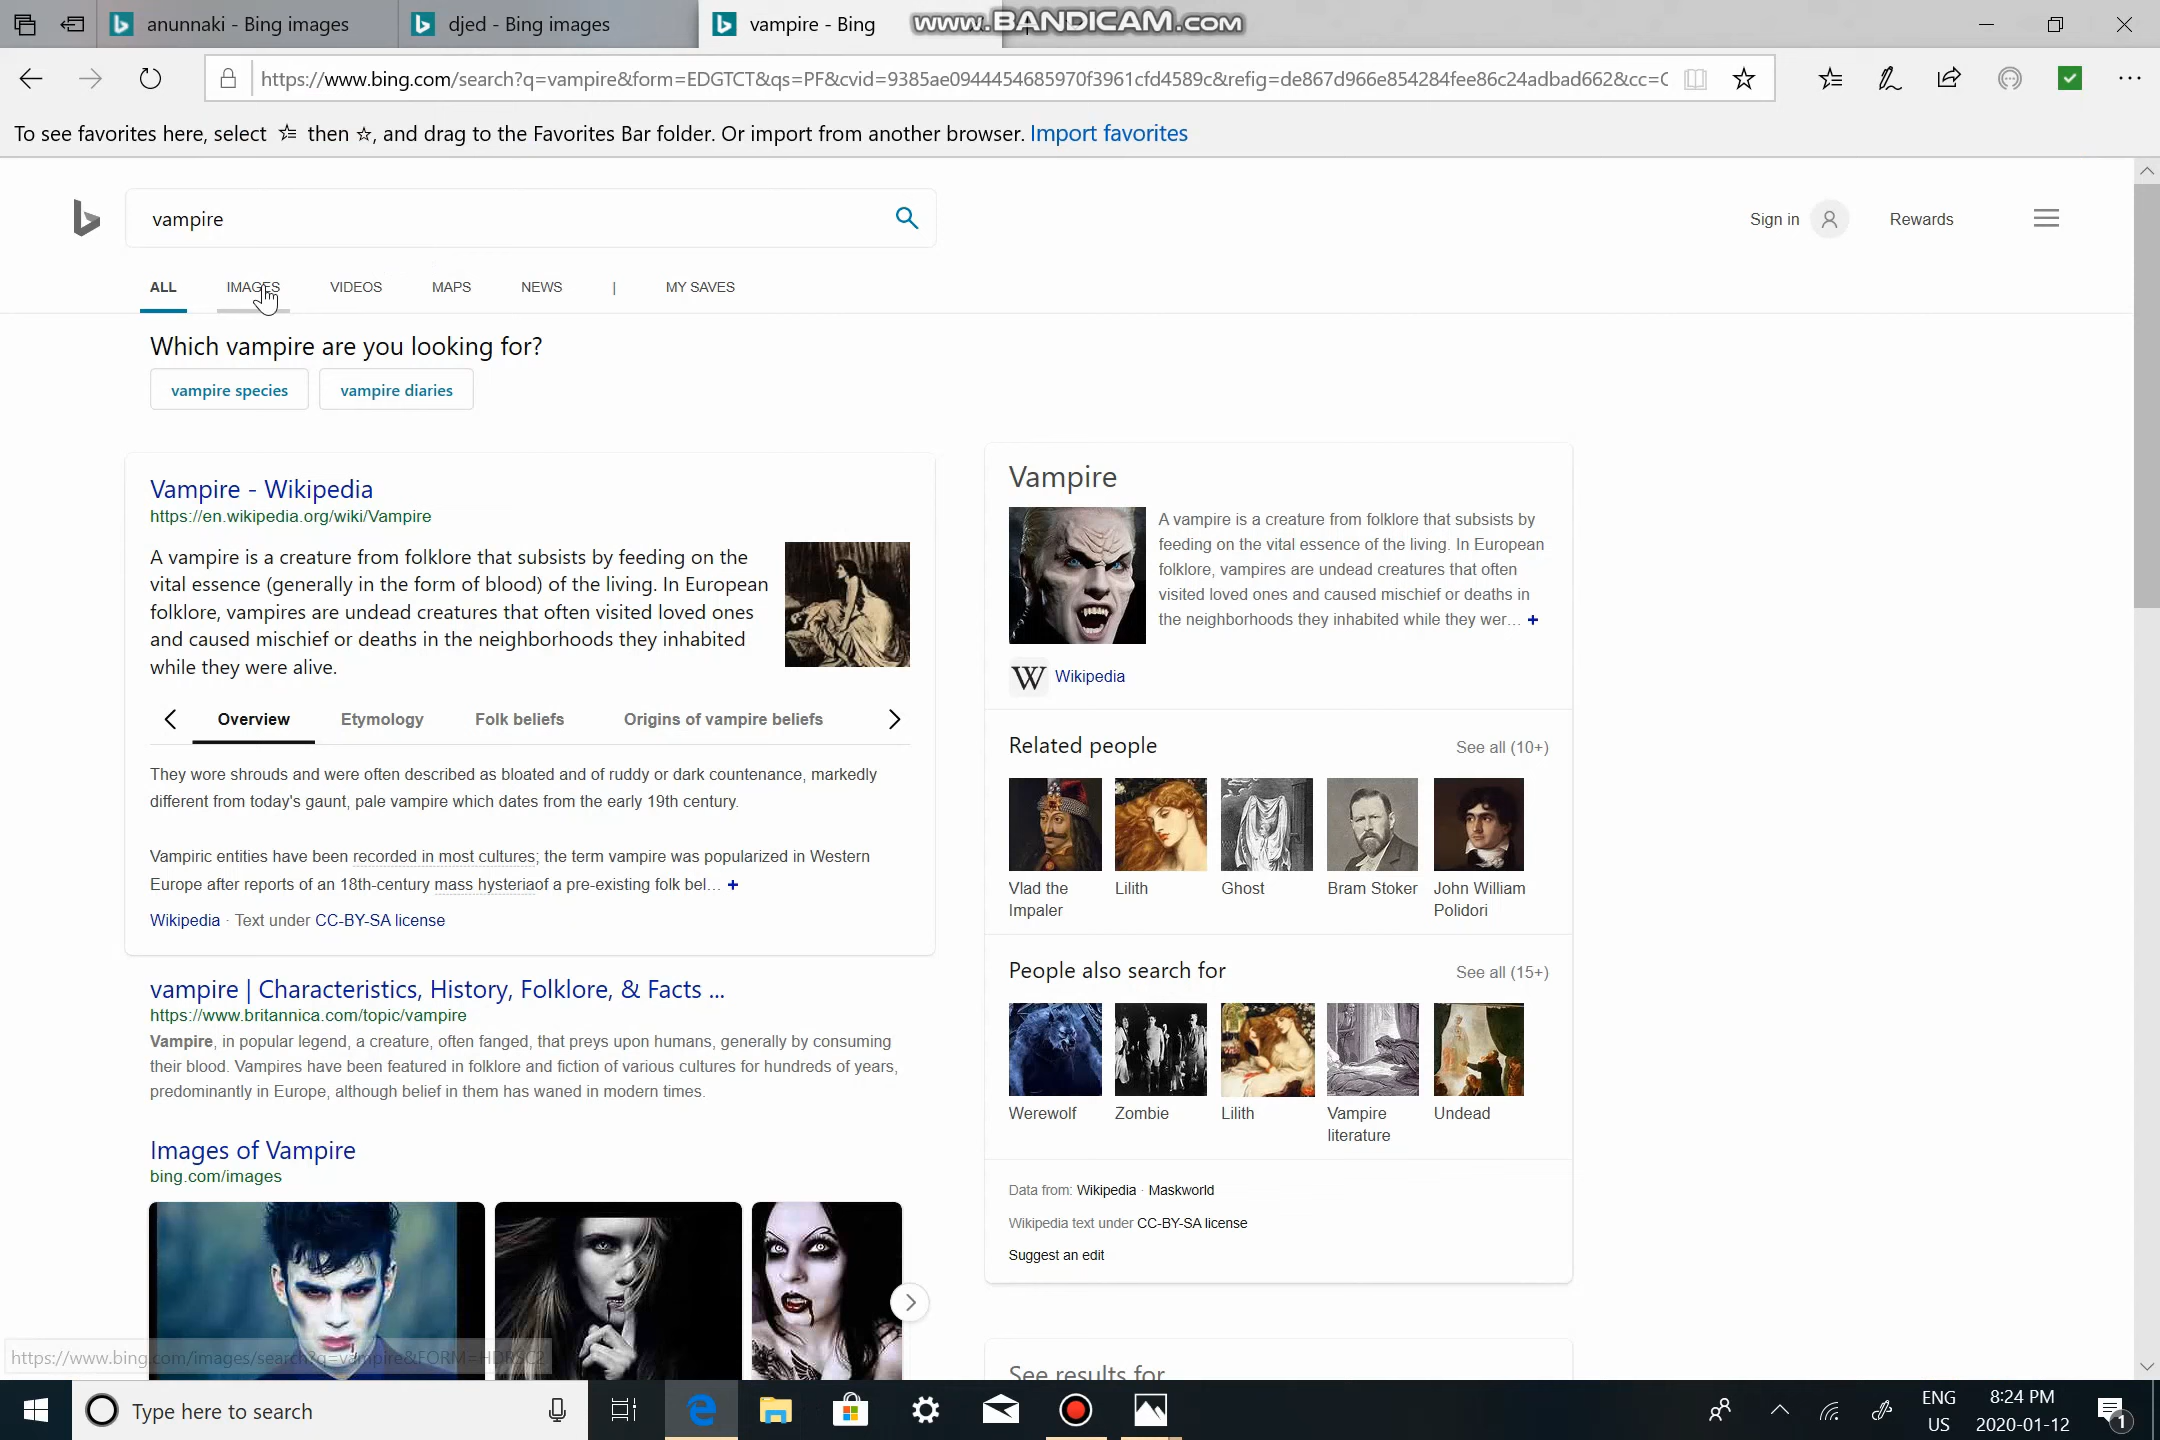 anunnaki - Bing images
djed - Bing images
vampire - Bing
www.BANDICAM.com
https://www.bing.com/search?q=vampire&form=EDGTCT&qs=PF&cvid=9385ae0944454685970f3961cfd4589c&refig=de867d966e854284fee86c24adbad662&cc=C
To see favorites here, select then ☆, and drag to the Favorites Bar folder. Or import from another browser. Import favorites
vampire
Sign in
Rewards
ALL IMAGES VIDEOS MAPS NEWS | MY SAVES
Which vampire are you looking for?
vampire species
vampire diaries
Vampire - Wikipedia
https://en.wikipedia.org/wiki/Vampire
A vampire is a creature from folklore that subsists by feeding on the
vital essence (generally in the form of blood) of the living. In European
folklore, vampires are undead creatures that often visited loved ones
and caused mischief or deaths in the neighborhoods they inhabited
while they were alive.
Overview Etymology Folk beliefs Origins of vampire beliefs
They wore shrouds and were often described as bloated and of ruddy or dark countenance, markedly
different from today's gaunt, pale vampire which dates from the early 19th century.
Vampiric entities have been recorded in most cultures; the term vampire was popularized in Western
Europe after reports of an 18th-century mass hysteriaof a pre-existing folk bel... +
Wikipedia · Text under CC-BY-SA license
vampire | Characteristics, History, Folklore, & Facts ...
https://www.britannica.com/topic/vampire
Vampire, in popular legend, a creature, often fanged, that preys upon humans, generally by consuming
their blood. Vampires have been featured in folklore and fiction of various cultures for hundreds of years,
predominantly in Europe, although belief in them has waned in modern times.
Images of Vampire
bing.com/images
https://www.bing.com/images/search?q=vampire&FORM=HDRSC2
Vampire
A vampire is a creature from folklore that subsists by
feeding on the vital essence of the living. In European
folklore, vampires are undead creatures that often
visited loved ones and caused mischief or deaths in
the neighborhoods they inhabited while they wer... +
W Wikipedia
Related people
See all (10+)
Vlad the
Impaler
Lilith
Ghost
Bram Stoker
John William
Polidori
People also search for
See all (15+)
Werewolf
Zombie
Lilith
Vampire
literature
Undead
Data from: Wikipedia · Maskworld
Wikipedia text under CC-BY-SA license
Suggest an edit
See results for
Type here to search
ENG
US
8:24 PM
2020-01-12
1